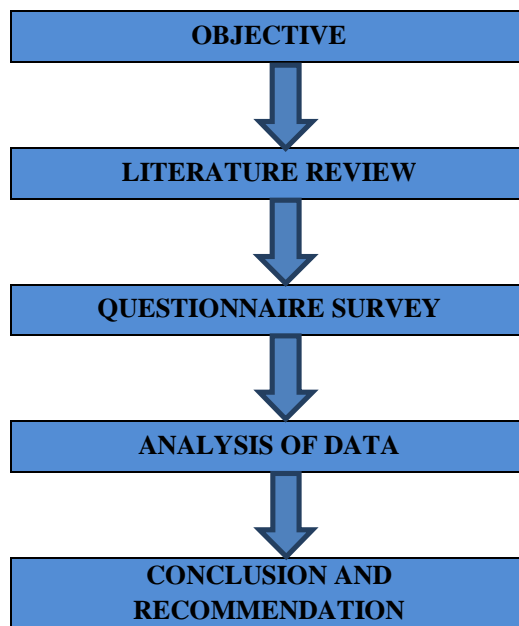 OBJECTIVE
LITERATURE REVIEW
QUESTIONNAIRE SURVEY
ANALYSIS OF DATA
CONCLUSION AND
RECOMMENDATION